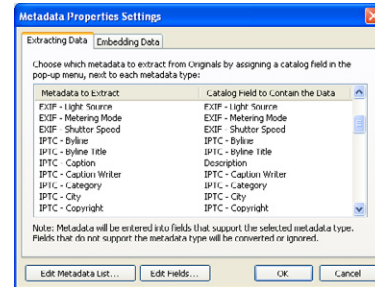 Metadata Properties Settings
Extracting Data Embedding Data
Choose which metadata to extract from Originals by assigning a catalog field in the
pop-up menu, next to each metadata type:
Metadata to Extract Catalog Field to Contain the Data
EXIF - Light Source EXIF - Light Source
EXIF - Metering Mode EXIF - Metering Mode
EXIF - Shutter Speed EXIF - Shutter Speed
IPTC - Byline IPTC - Byline
IPTC - Byline Title IPTC - Byline Title
IPTC - Caption Description
IPTC - Caption Writer IPTC - Caption Writer
IPTC - Category IPTC - Category
IPTC - City IPTC - City
IPTC - Copyright IPTC - Copyright
Note: Metadata will be entered into fields that support the selected metadata type.
Fields that do not support the metadata type will be converted or ignored.
Edit Metadata List... Edit Fields... OK Cancel